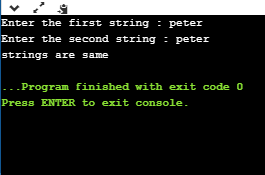 Enter the first string : peter
Enter the second string : peter
strings are same
...Program finished with exit code 0
Press ENTER to exit console.